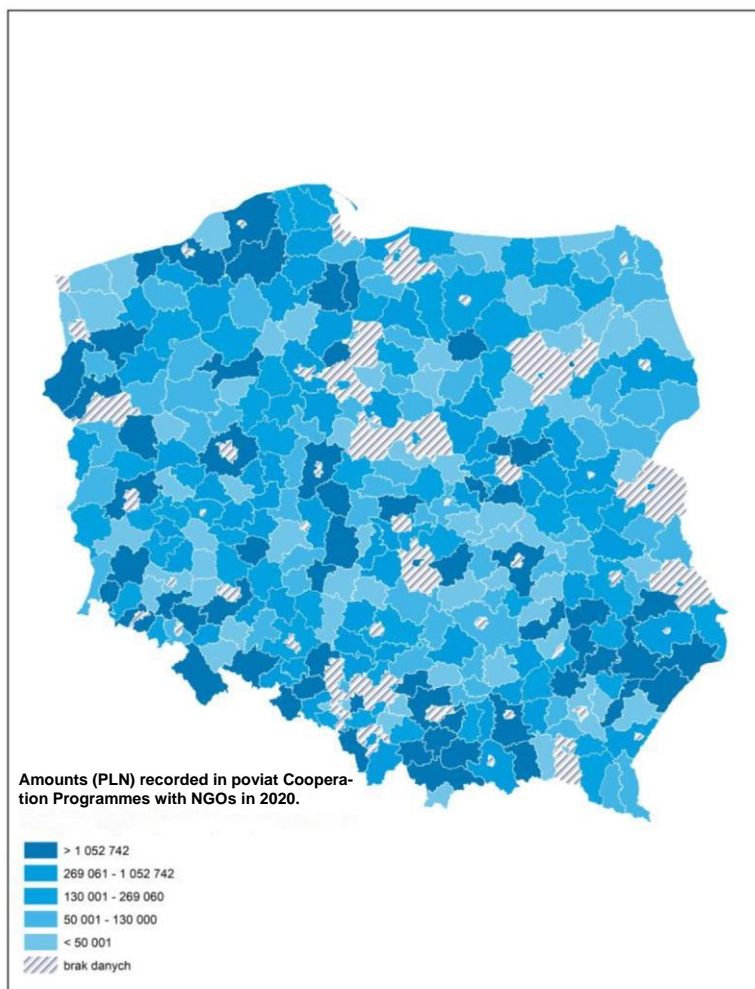 Amounts (PLN) recorded in poviat Coopera-
tion Programmes with NGOs in 2020.
> 1 052 742
269 061 - 1 052 742
130 001 - 269 060
50 001 - 130 000
< 50 001
brak danych